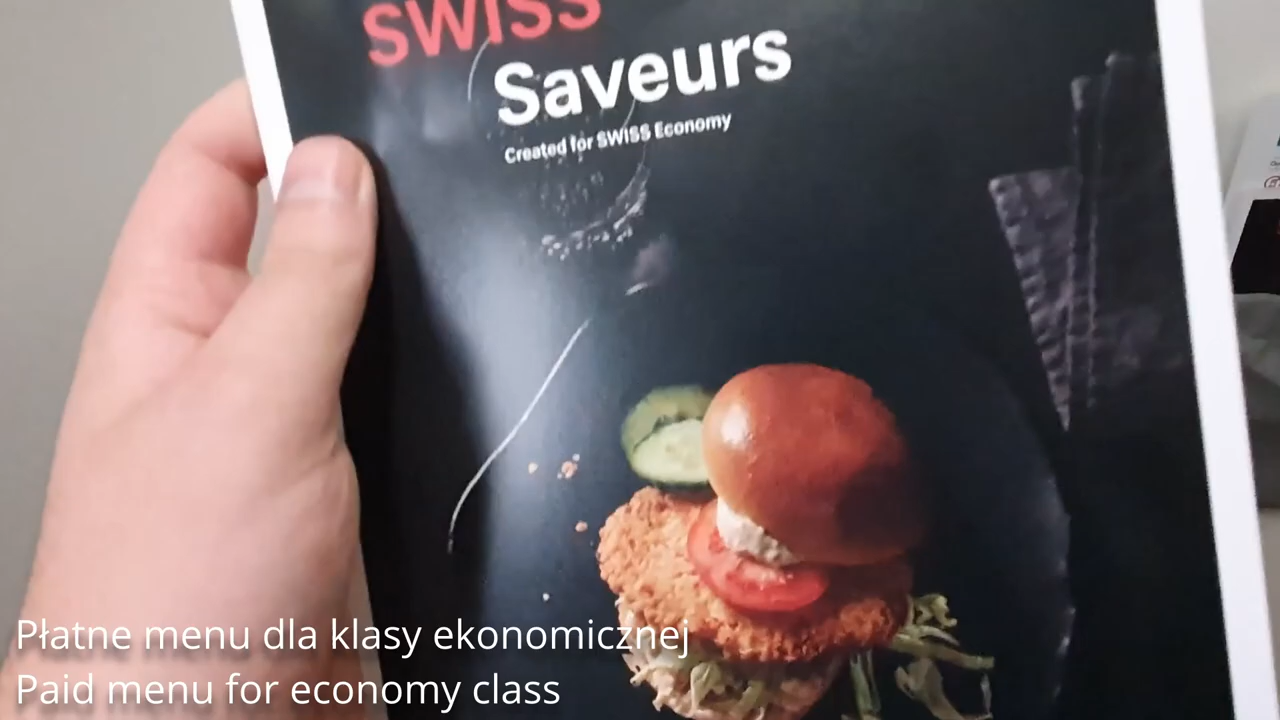 SWISS
Saveurs
Created for SWISS Economy
Płatne menu dla klasy ekonomicznej
Paid menu for economy class